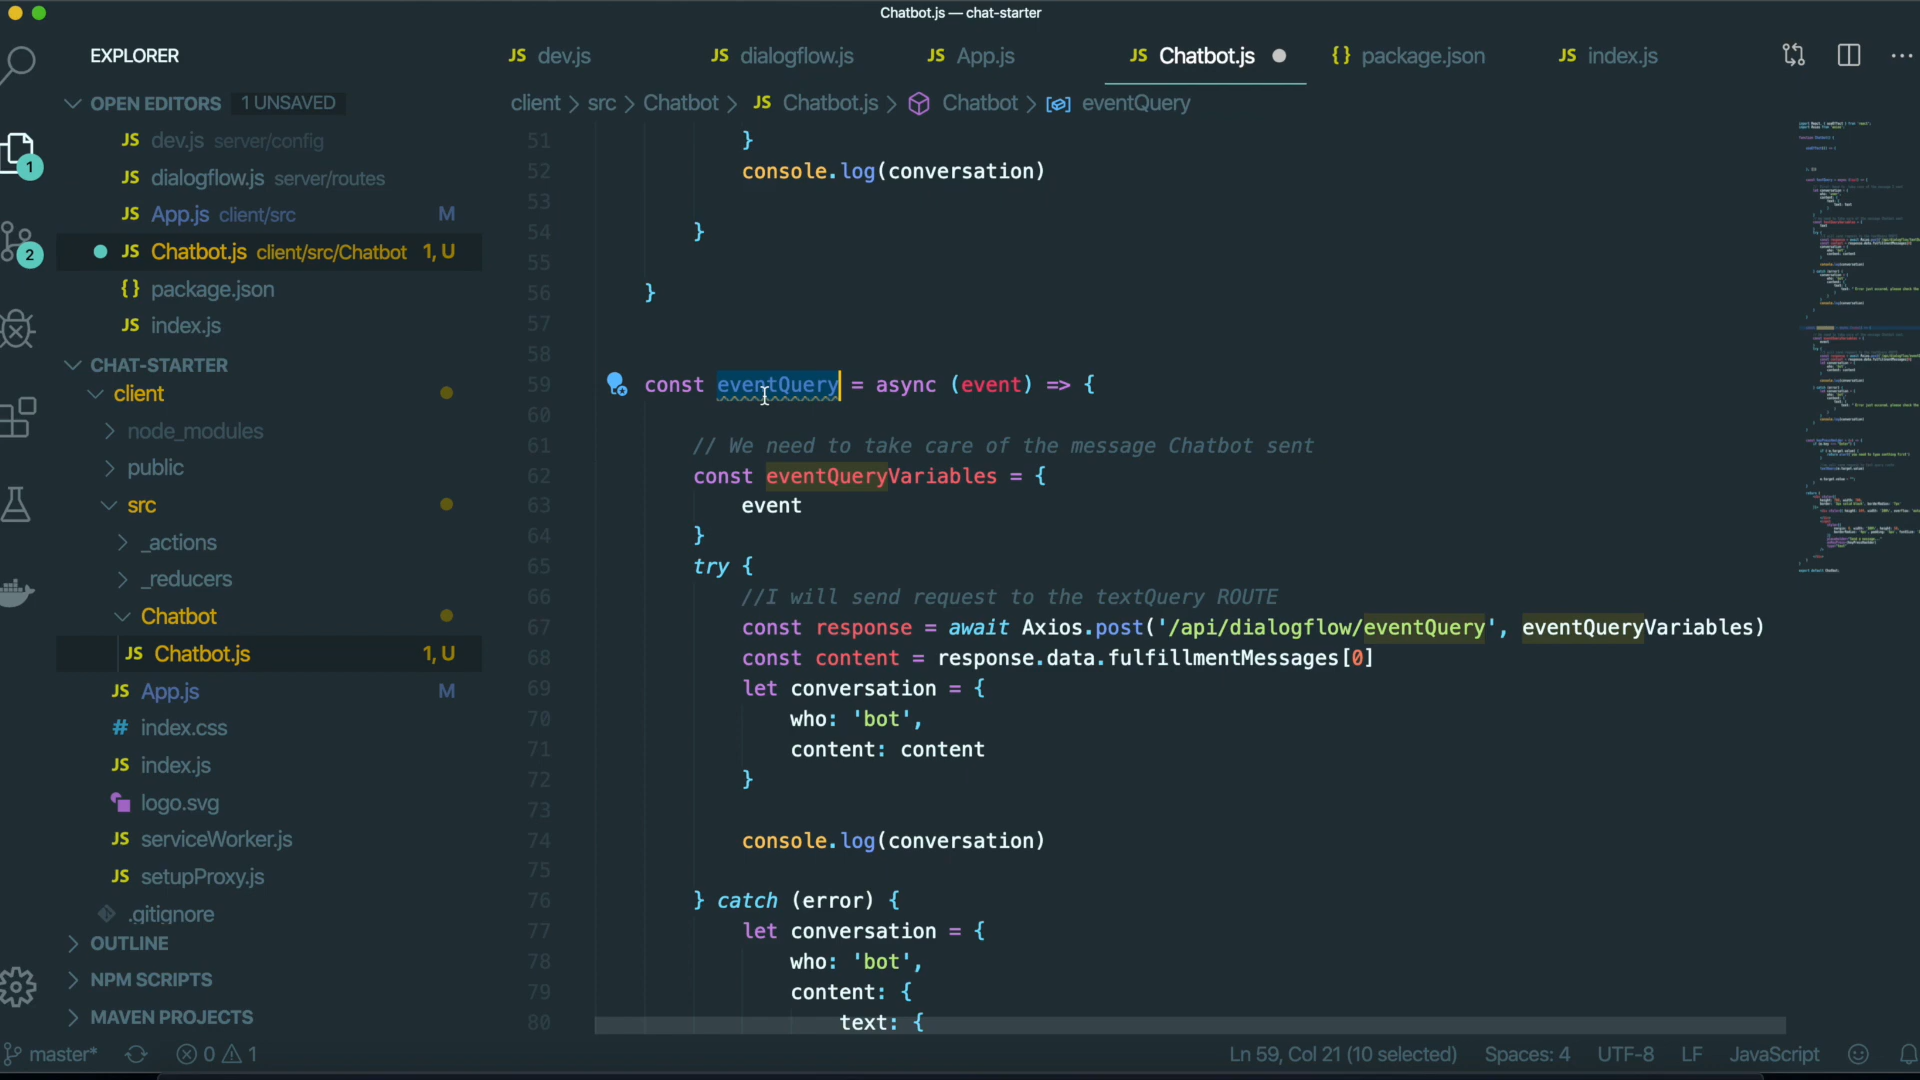 Chatbot.js — chat-starter
EXPLORER
JS dev.js
JS dialogflow.js
JS App.js
JS Chatbot.js
{} package.json
JS index.js
OPEN EDITORS 1 UNSAVED
client > src > Chatbot > JS Chatbot.js > Chatbot > eventQuery
JS dev.js server/config
JS dialogflow.js server/routes
JS App.js client/src M
JS Chatbot.js client/src/Chatbot 1, U
{} package.json
JS index.js
1
2
CHAT-STARTER
client
node_modules
public
src
_actions
_reducers
Chatbot
JS Chatbot.js 1, U
JS App.js M
# index.css
JS index.js
logo.svg
JS serviceWorker.js
JS setupProxy.js
.gitignore
OUTLINE
NPM SCRIPTS
MAVEN PROJECTS
51 }
52 console.log(conversation)
53
54 }
55
56 }
57
58
59 const eventQuery = async (event) => {
60
61 // We need to take care of the message Chatbot sent
62 const eventQueryVariables = {
63 event
64 }
65 try {
66 //I will send request to the textQuery ROUTE
67 const response = await Axios.post('/api/dialogflow/eventQuery', eventQueryVariables)
68 const content = response.data.fulfillmentMessages[0]
69 let conversation = {
70 who: 'bot',
71 content: content
72 }
73
74 console.log(conversation)
75
76 } catch (error) {
77 let conversation = {
78 who: 'bot',
79 content: {
80 text: {
master* 0 1
Ln 59, Col 21 (10 selected) Spaces: 4 UTF-8 LF JavaScript